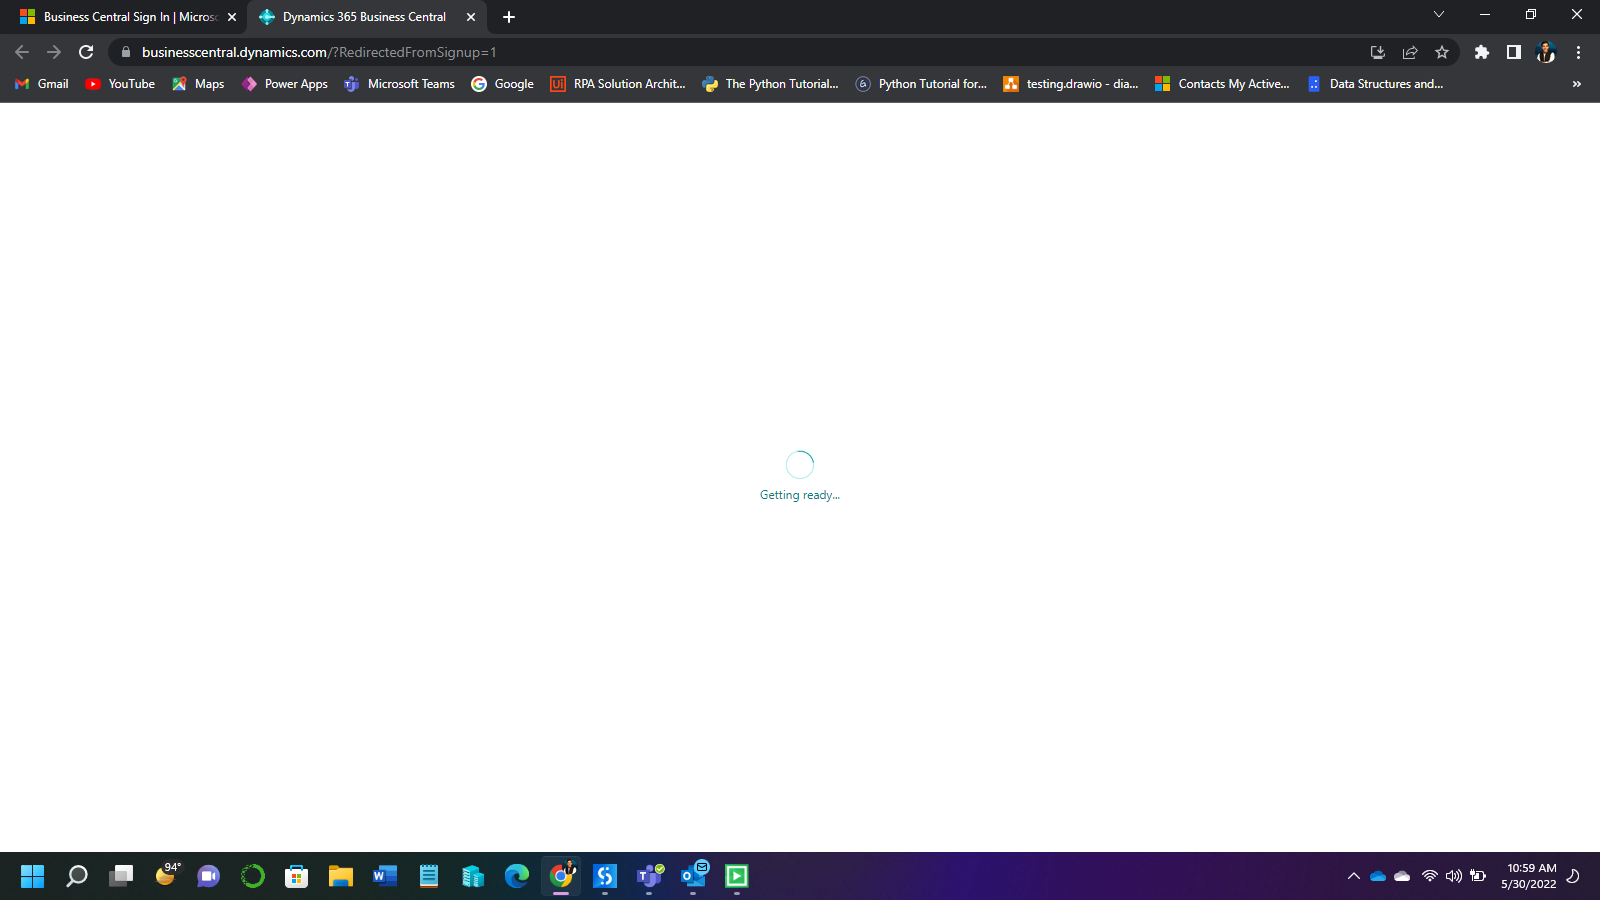 Business Central Sign In | Micros
Dynamics 365 Business Central
businesscentral.dynamics.com/?RedirectedFromSignup=1
Gmail
YouTube
Maps
Power Apps
Microsoft Teams
Google
Ui
RPA Solution Archit...
The Python Tutorial...
Python Tutorial for...
testing.drawio - dia...
Contacts My Active...
Data Structures and...
Getting ready...
94°
10:59 AM
5/30/2022